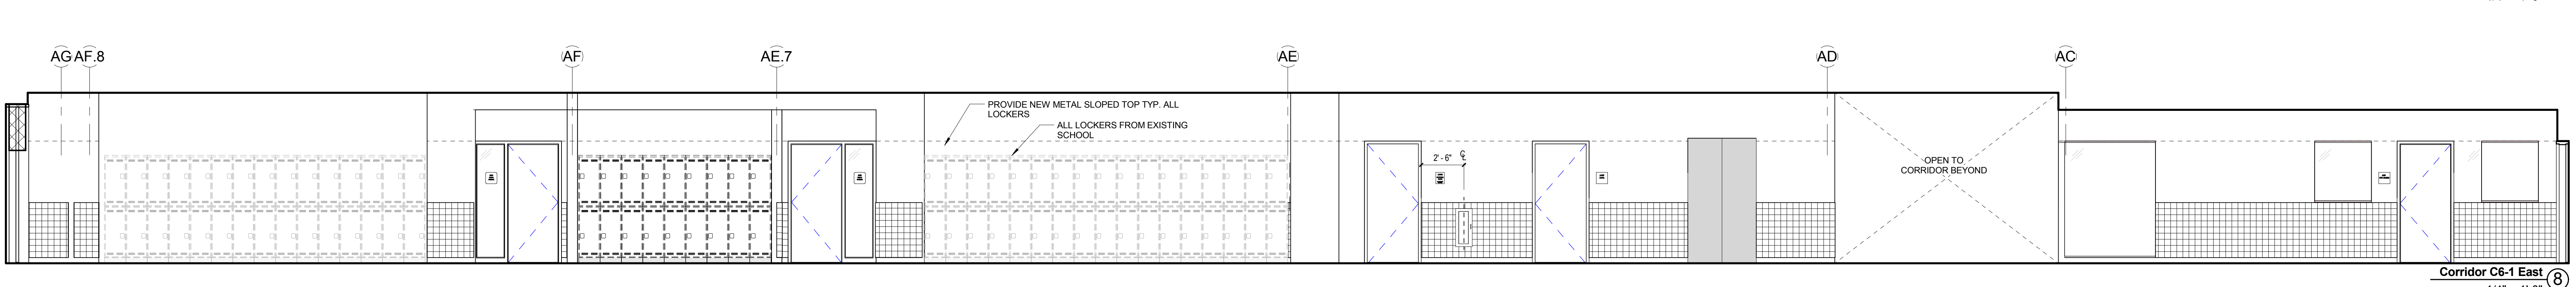 AG AF.8 AF AE.7 AE AD AC
PROVIDE NEW METAL SLOPED TOP TYP. ALL
LOCKERS
ALL LOCKERS FROM EXISTING
SCHOOL
2' - 6"
OPEN TO
CORRIDOR BEYOND
Corridor C6-1 East
8